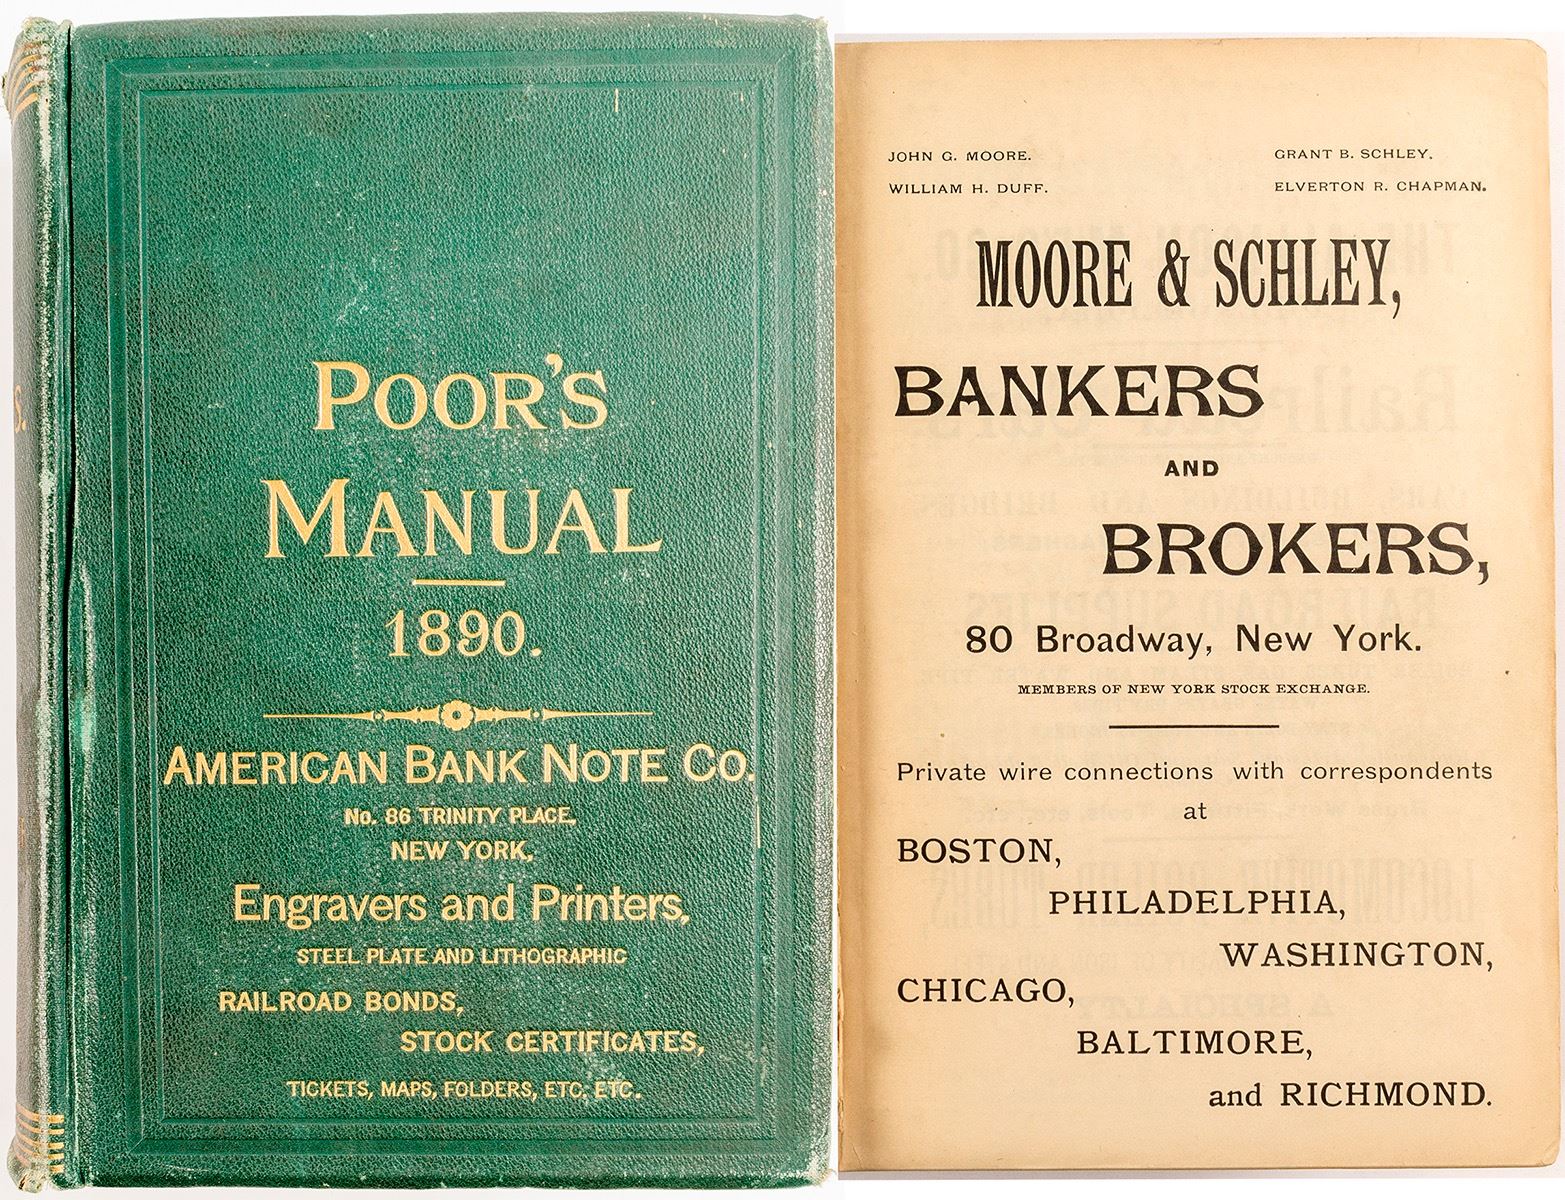 POOR'S
MANUAL
1890.
AMERICAN BANK NOTE CO.
No. 86 TRINITY PLACE,
NEW YORK,
Engravers and Printers,
STEEL PLATE AND LITHOGRAPHIC
RAILROAD BONDS,
STOCK CERTIFICATES,
TICKETS, MAPS, FOLDERS, ETC, ETC.
JOHN G. MOORE. GRANT B. SCHLEY.
WILLIAM H. DUFF. ELVERTON R. CHAPMAN.
MOORE & SCHLEY,
BANKERS
AND
BROKERS,
80 Broadway, New York.
MEMBERS OF NEW YORK STOCK EXCHANGE.
Private wire connections with correspondents
at
BOSTON,
PHILADELPHIA,
WASHINGTON,
CHICAGO,
BALTIMORE,
and RICHMOND.